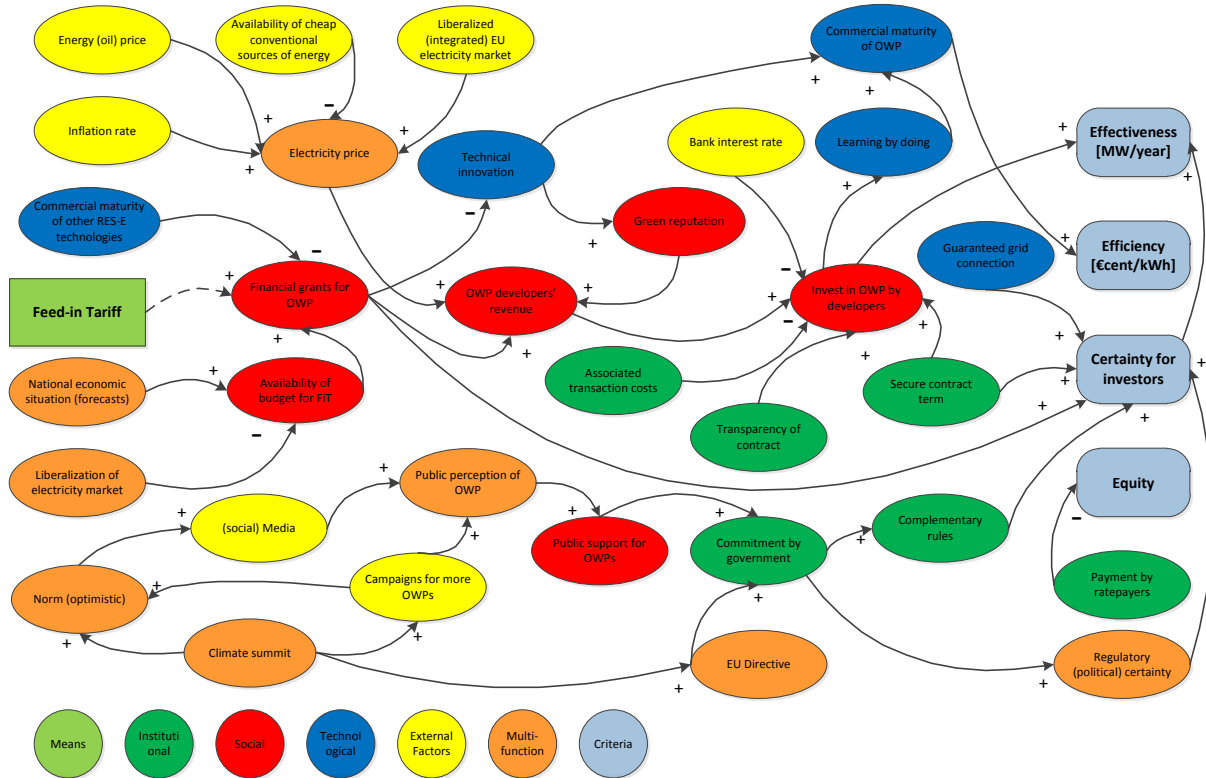 Energy (oil) price
Availability of cheap
conventional
sources of energy
Liberalized
(integrated) EU
electricity market
Commercial maturity
of OWP
+
+
+
−
+
+
Inflation rate
+
Electricity price
+
Technical
innovation
Bank interest rate
Learning by doing
+
Effectiveness
[MW/year]
+
Commercial maturity
of other RES-E
technologies
−
−
+
Green reputation
+
Guaranteed grid
connection
+
Efficiency
[€cent/kWh]
Feed-in Tariff
+
Financial grants for
OWP
+
+
OWP developers’
revenue
+
+
−
+
−
Invest in OWP by
developers
+
+
National economic
situation (forecasts)
+
Availability of
budget for FiT
−
Associated
transaction costs
+
Transparency of
contract
Secure contract
term
+
+
+
+
+
Certainty for
investors
Liberalization of
electricity market
+
Public perception of
OWP
Equity
−
+
(social) Media
+
+
Public support for
OWPs
+
Commitment by
government
+
Complementary
rules
Norm (optimistic)
+
+
Campaigns for more
OWPs
+
+
Payment by
ratepayers
Climate summit
+
EU Directive
+
Regulatory
(political) certainty
Means
Instituti
onal
Social
Technol
ogical
External
Factors
Multi-
function
Criteria